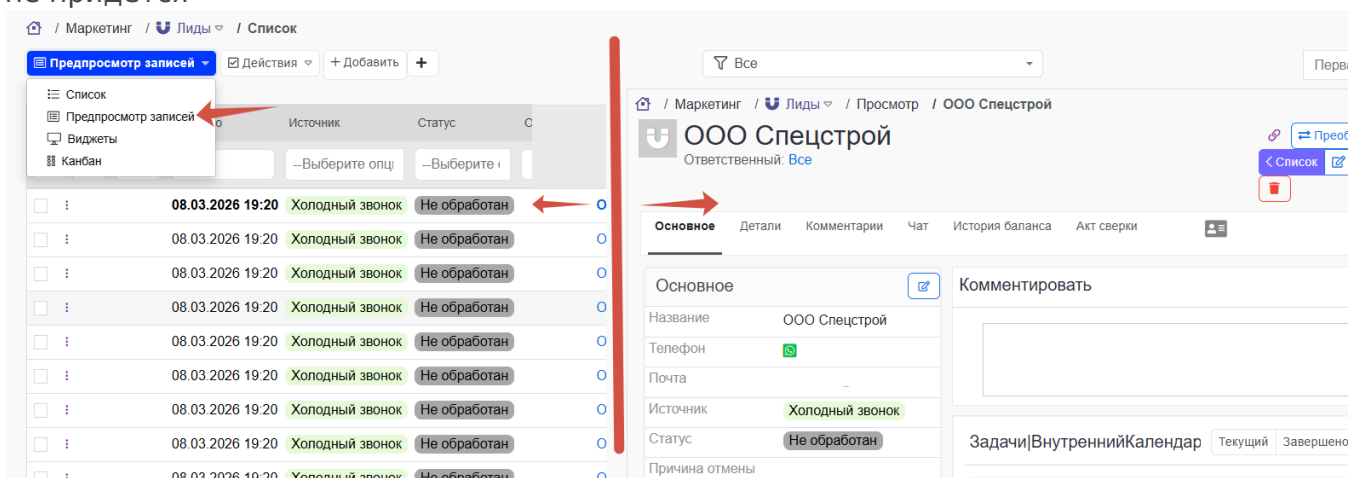 не придется
/ Маркетинг / Лиды / Список
Предпросмотр записей Действия + Добавить +
Список
Предпросмотр записей
Виджеты
Канбан
Источник Статус
--Выберите опци --Выберите
08.03.2026 19:20 Холодный звонок Не обработан
08.03.2026 19:20 Холодный звонок Не обработан
08.03.2026 19:20 Холодный звонок Не обработан
08.03.2026 19:20 Холодный звонок Не обработан
08.03.2026 19:20 Холодный звонок Не обработан
08.03.2026 19:20 Холодный звонок Не обработан
08.03.2026 19:20 Холодный звонок Не обработан
08.03.2026 19:20 Холодный звонок Не обработан
08.03.2026 19:20 Холодный звонок Не обработан
Все Перва
/ Маркетинг / Лиды / Просмотр / ООО Спецстрой
ООО Спецстрой
Ответственный: Все
Преоб
Список
Основное Детали Комментарии Чат История баланса Акт сверки
Основное
Название ООО Спецстрой
Телефон
Почта
Источник Холодный звонок
Статус Не обработан
Причина отмены
Комментировать
Задачи|ВнутреннийКалендар Текущий Завершено